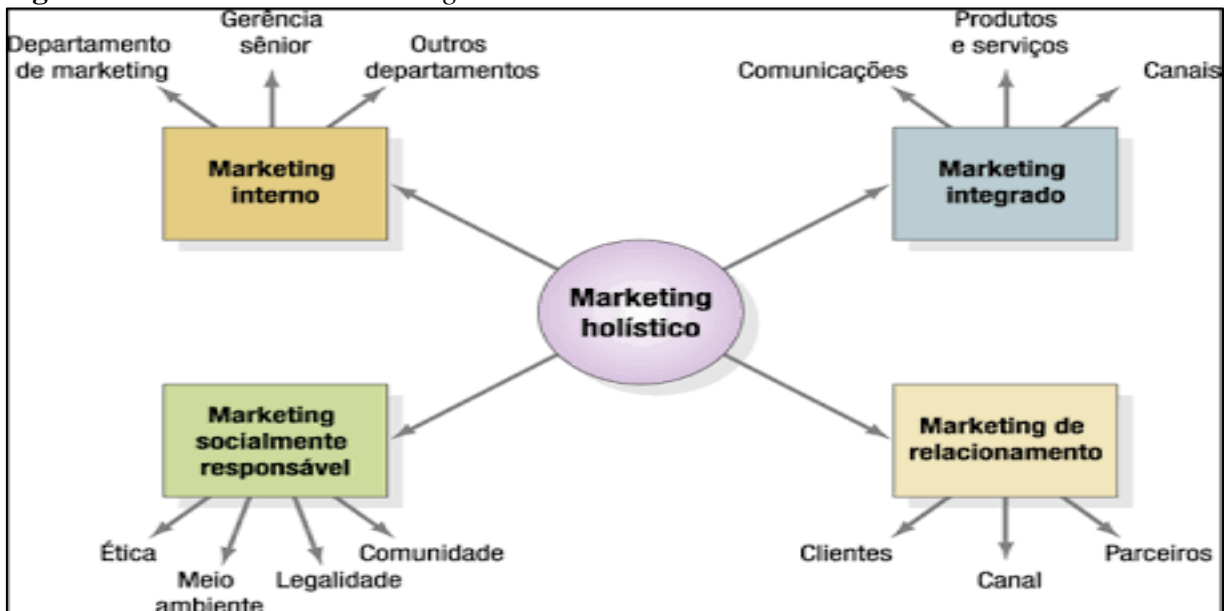 Gerência
sênior
Departamento
de marketing
Outros
departamentos
Produtos
e serviços
Comunicações
Canais
Marketing
interno
Marketing
integrado
Marketing
holístico
Marketing
socialmente
responsável
Marketing de
relacionamento
Ética
Meio
ambiente
Legalidade
Comunidade
Clientes
Canal
Parceiros